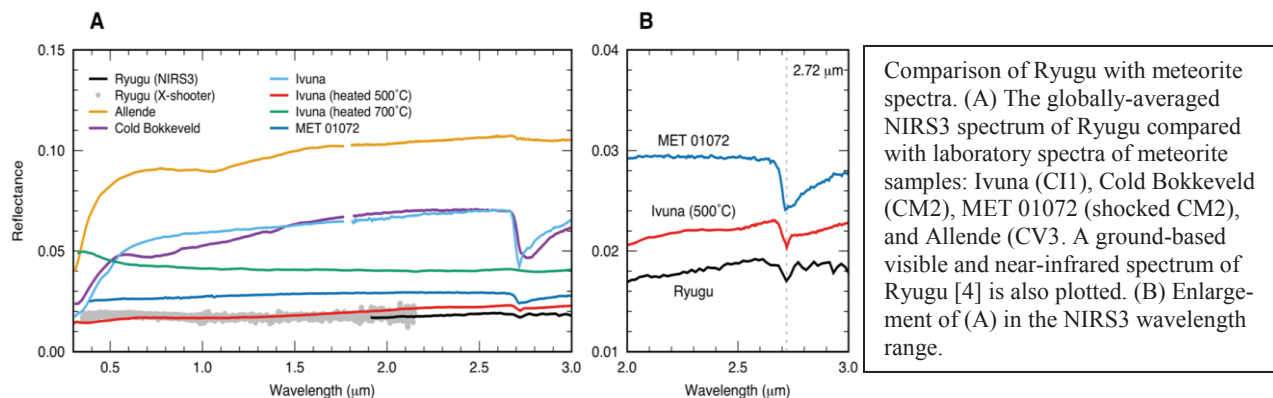 A
B
0.15
0.10
0.05
0.00
Reflectance
Ryugu (NIRS3)
Ryugu (X-shooter)
Allende
Cold Bokkeveld
Ivuna
Ivuna (heated 500˚C)
Ivuna (heated 700˚C)
MET 01072
0.5
1.0
1.5
2.0
2.5
3.0
Wavelength (μm)
0.04
0.03
0.02
0.01
2.72 μm
MET 01072
Ivuna (500˚C)
Ryugu
2.0
2.5
3.0
Wavelength (μm)
Comparison of Ryugu with meteorite
spectra. (A) The globally-averaged
NIRS3 spectrum of Ryugu compared
with laboratory spectra of meteorite
samples: Ivuna (CI1), Cold Bokkeveld
(CM2), MET 01072 (shocked CM2),
and Allende (CV3. A ground-based
visible and near-infrared spectrum of
Ryugu [4] is also plotted. (B) Enlarge-
ment of (A) in the NIRS3 wavelength
range.